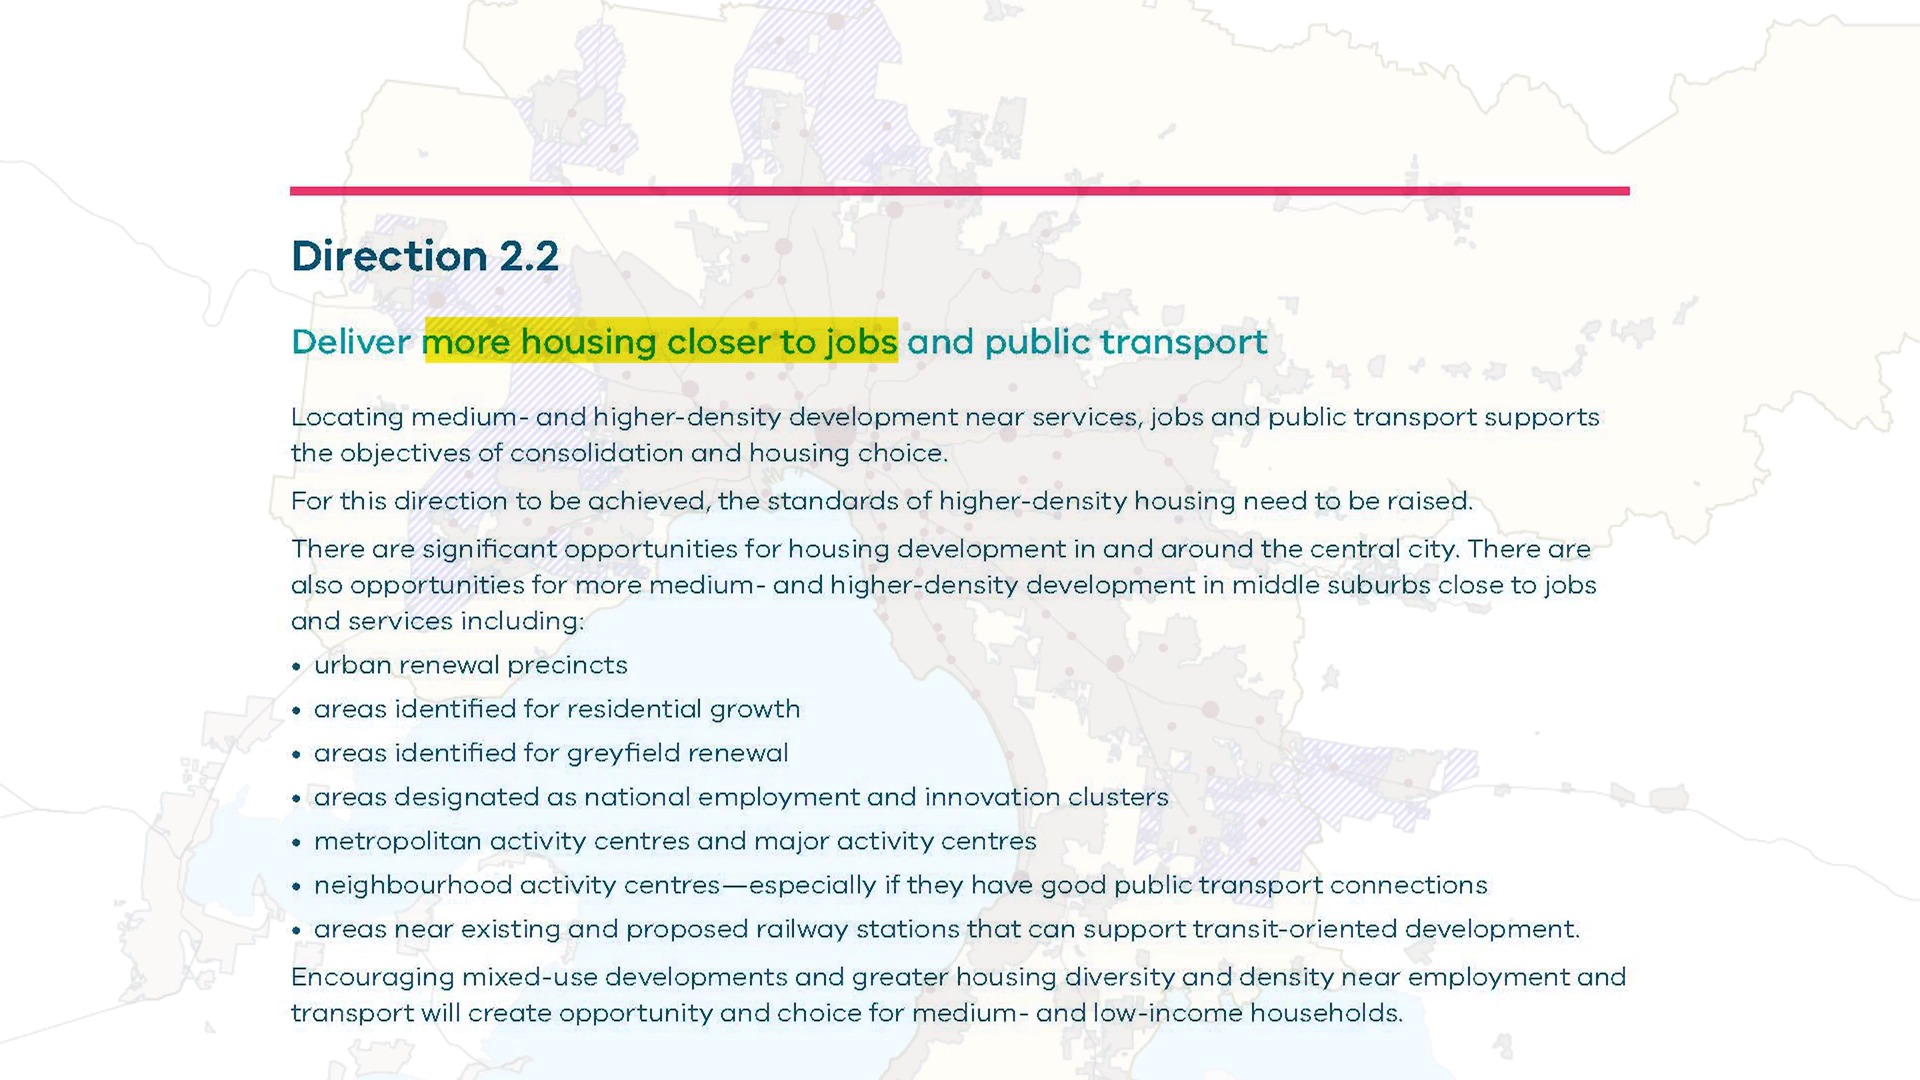 Direction 2.2
Deliver more housing closer to jobs and public transport
Locating medium- and higher-density development near services, jobs and public transport supports
the objectives of consolidation and housing choice.
For this direction to be achieved, the standards of higher-density housing need to be raised.
There are significant opportunities for housing development in and around the central city. There are
also opportunities for more medium- and higher-density development in middle suburbs close to jobs
and services including:
• urban renewal precincts
• areas identified for residential growth
• areas identified for greyfield renewal
• areas designated as national employment and innovation clusters
• metropolitan activity centres and major activity centres
• neighbourhood activity centres—especially if they have good public transport connections
• areas near existing and proposed railway stations that can support transit-oriented development.
Encouraging mixed-use developments and greater housing diversity and density near employment and
transport will create opportunity and choice for medium- and low-income households.